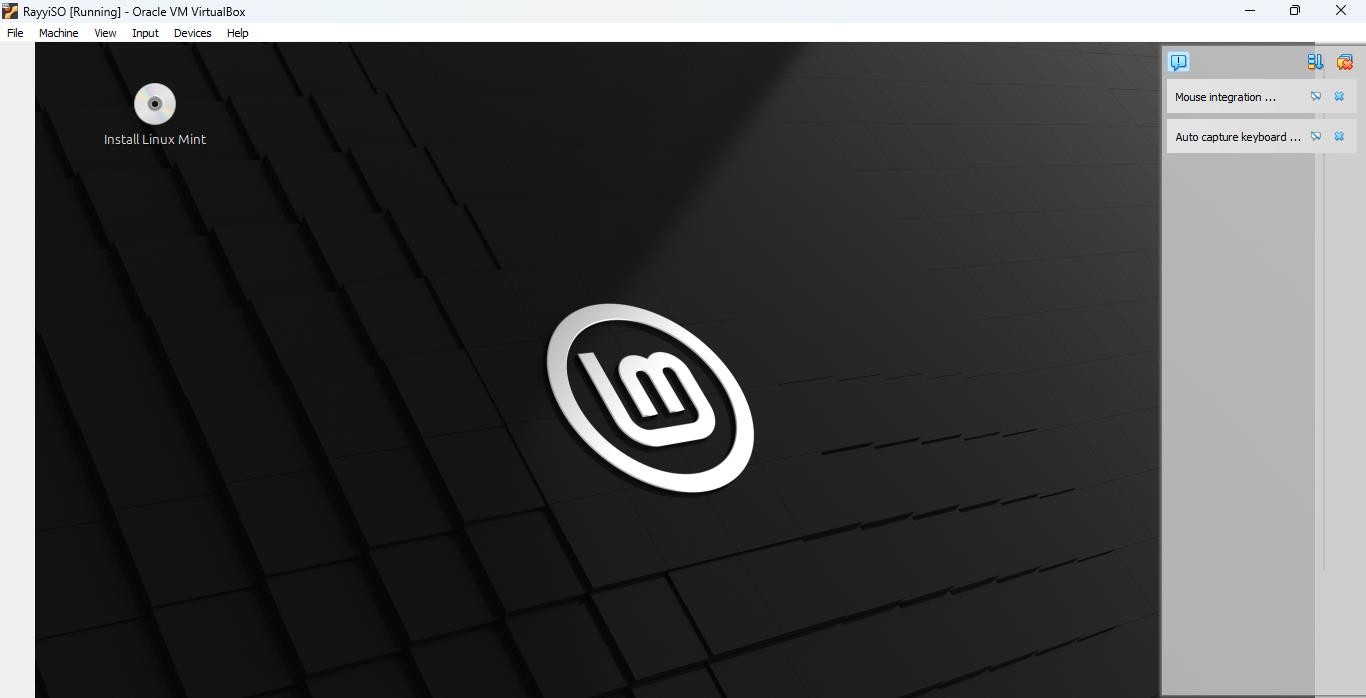 RayyiSO [Running] - Oracle VM VirtualBox
File Machine View Input Devices Help
Install Linux Mint
Mouse integration ...
Auto capture keyboard ...